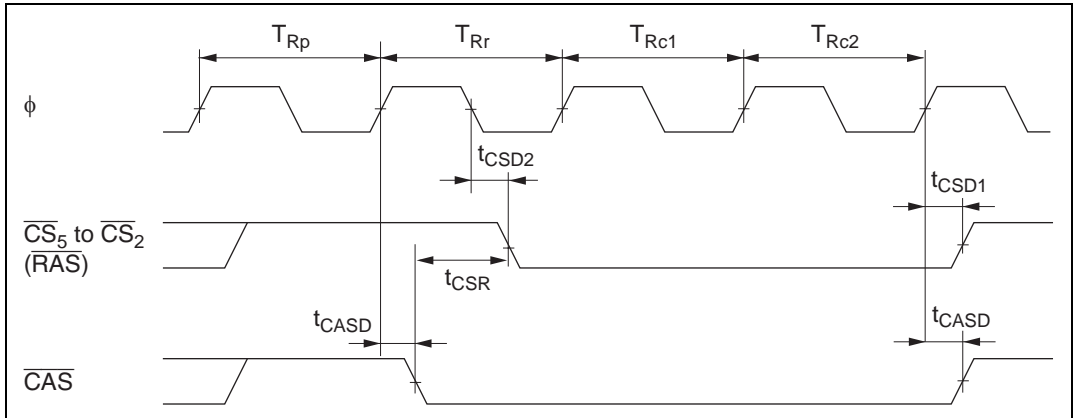 TRp TRr TRc1 TRc2
φ
tCSD2 tCSD1
CS5 to CS2
(RAS)
tCSR
tCASD tCASD
CAS